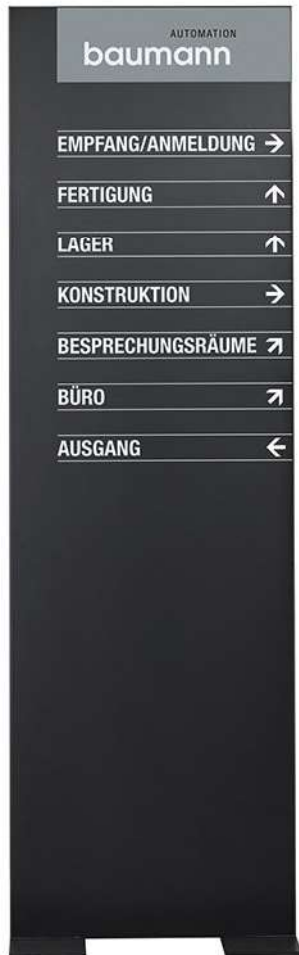 AUTOMATION
baumann
EMPFANG/ANMELDUNG →
FERTIGUNG ↑
LAGER ↑
KONSTRUKTION →
BESPRECHUNGSRÄUME ↗
BÜRO ↗
AUSGANG ←